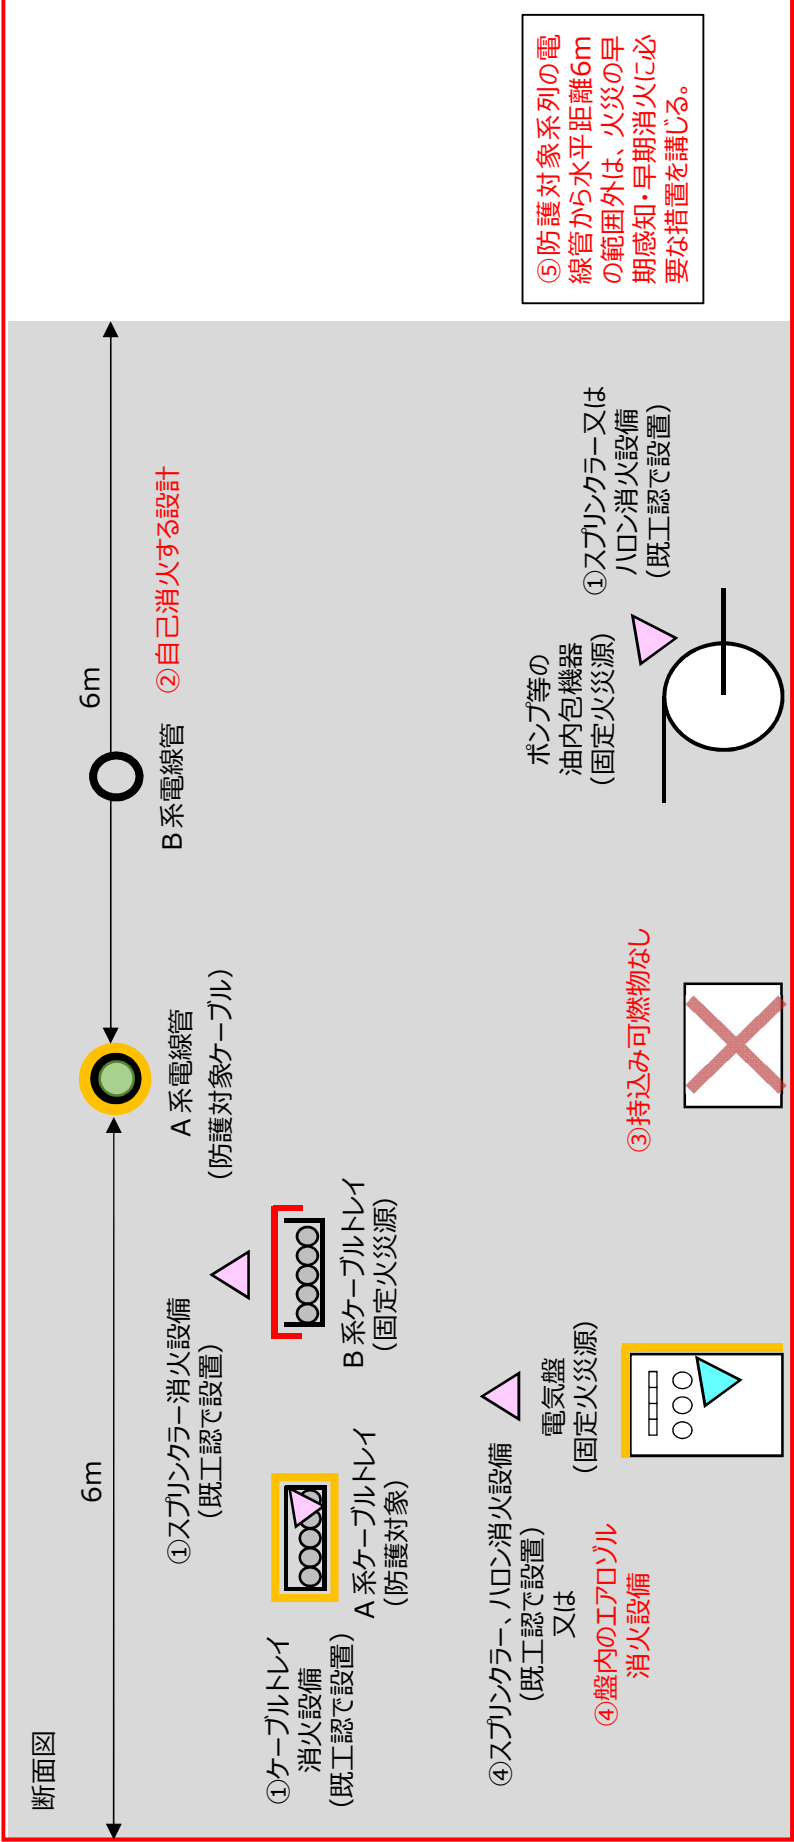 断面図
6m
6m
①スプリンクラー消火設備
(既工認で設置)
A系電線管
(防護対象ケーブル)
B系電線管
②自己消火する設計
①ケーブルトレイ
消火設備
(既工認で設置)
A系ケーブルトレイ
(防護対象)
B系ケーブルトレイ
(固定火災源)
④スプリンクラー、ハロン消火設備
(既工認で設置)
又は
④盤内のエアロゾル
消火設備
電気盤
(固定火災源)
③持込み可燃物なし
ポンプ等の
油内包機器
(固定火災源)
①スプリンクラー又は
ハロン消火設備
(既工認で設置)
⑤防護対象系列の電
線管から水平距離6m
の範囲外は、火災の早
期感知・早期消火に必
要な措置を講じる。